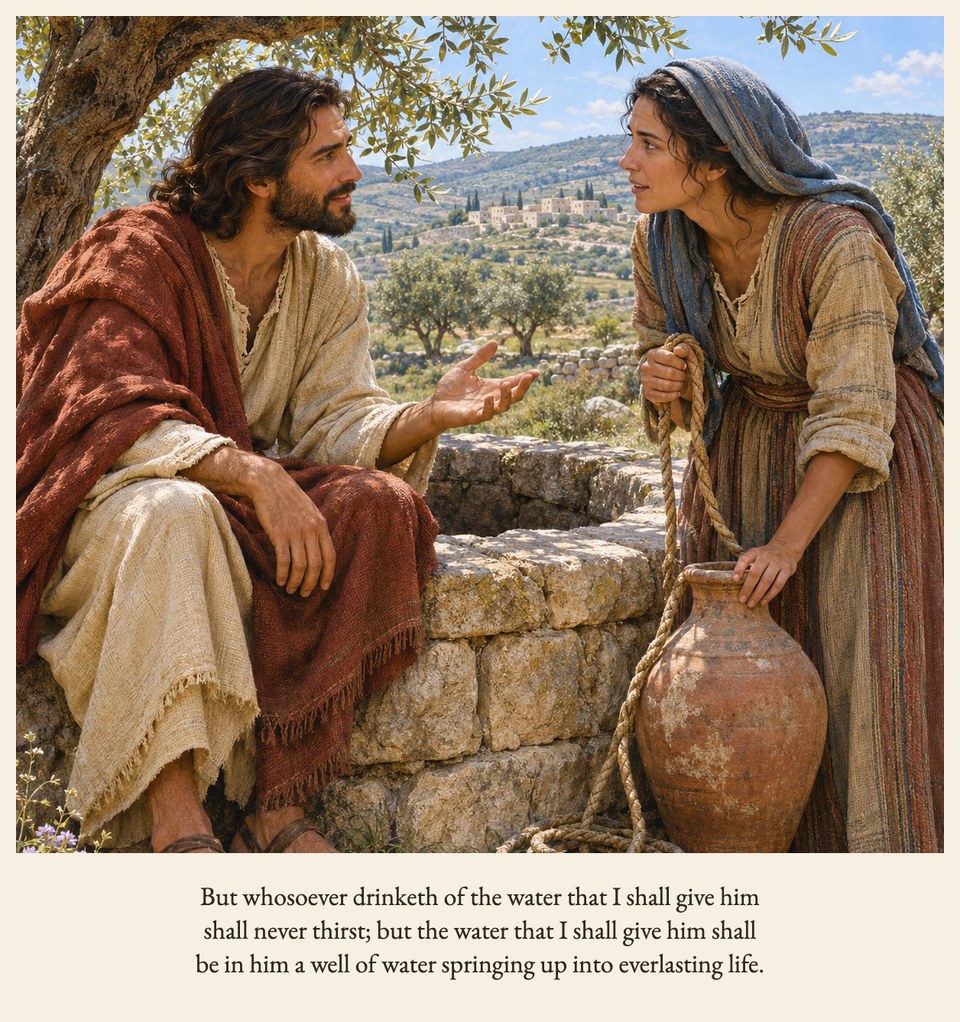 But whosoever drinketh of the water that I shall give him
shall never thirst; but the water that I shall give him shall
be in him a well of water springing up into everlasting life.